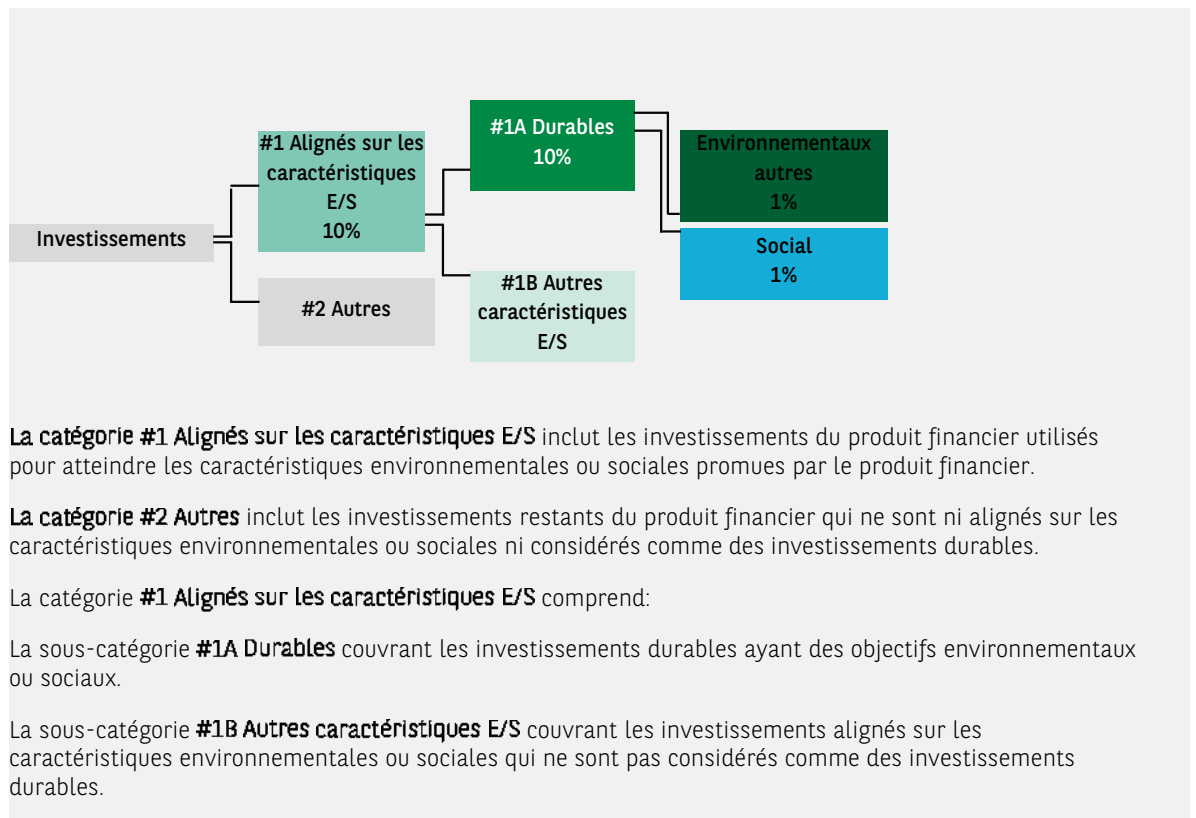 #1A Durables
10%
#1 Alignés sur les
caractéristiques
E/S
10%
Environnementaux
autres
1%
Investissements
Social
1%
#2 Autres
#1B Autres
caractéristiques
E/S
La catégorie #1 Alignés sur les caractéristiques E/S inclut les investissements du produit financier utilisés
pour atteindre les caractéristiques environnementales ou sociales promues par le produit financier.
La catégorie #2 Autres inclut les investissements restants du produit financier qui ne sont ni alignés sur les
caractéristiques environnementales ou sociales ni considérés comme des investissements durables.
La catégorie #1 Alignés sur les caractéristiques E/S comprend:
La sous-catégorie #1A Durables couvrant les investissements durables ayant des objectifs environnementaux
ou sociaux.
La sous-catégorie #1B Autres caractéristiques E/S couvrant les investissements alignés sur les
caractéristiques environnementales ou sociales qui ne sont pas considérés comme des investissements
durables.